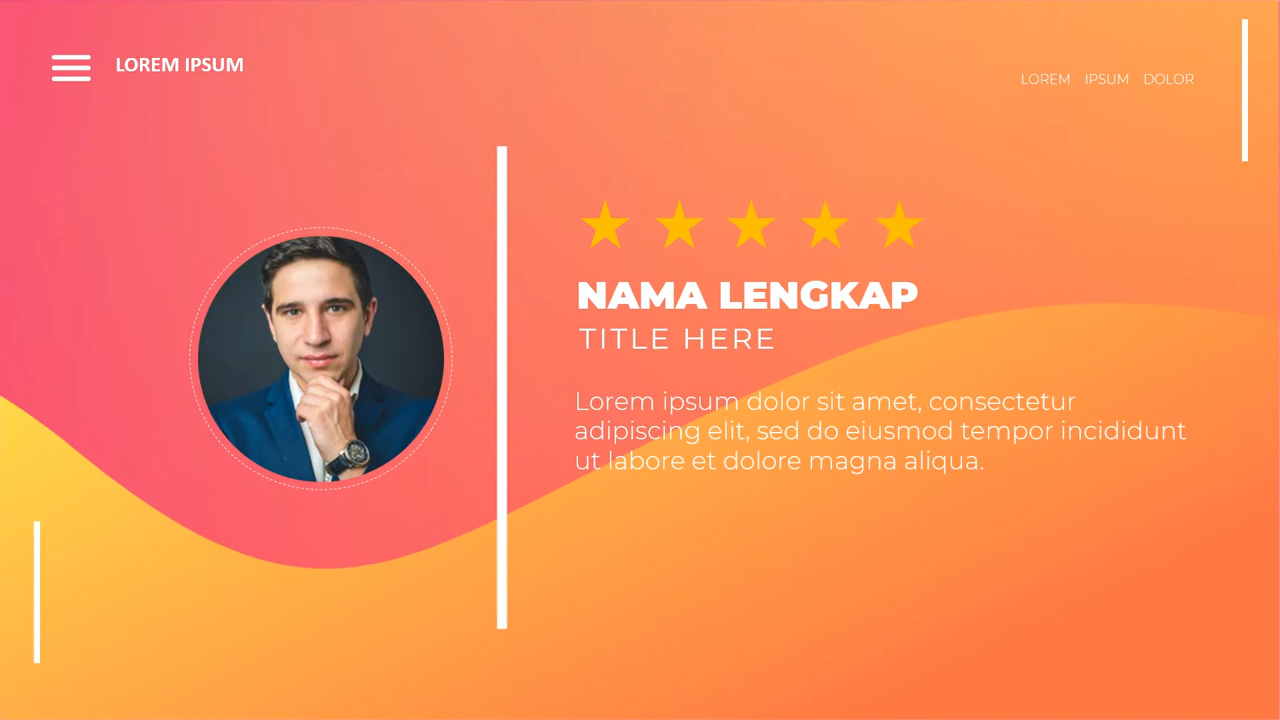 LOREM IPSUM
LOREM IPSUM DOLOR
NAMA LENGKAP
TITLE HERE
Lorem ipsum dolor sit amet, consectetur
adipiscing elit, sed do eiusmod tempor incididunt
ut labore et dolore magna aliqua.